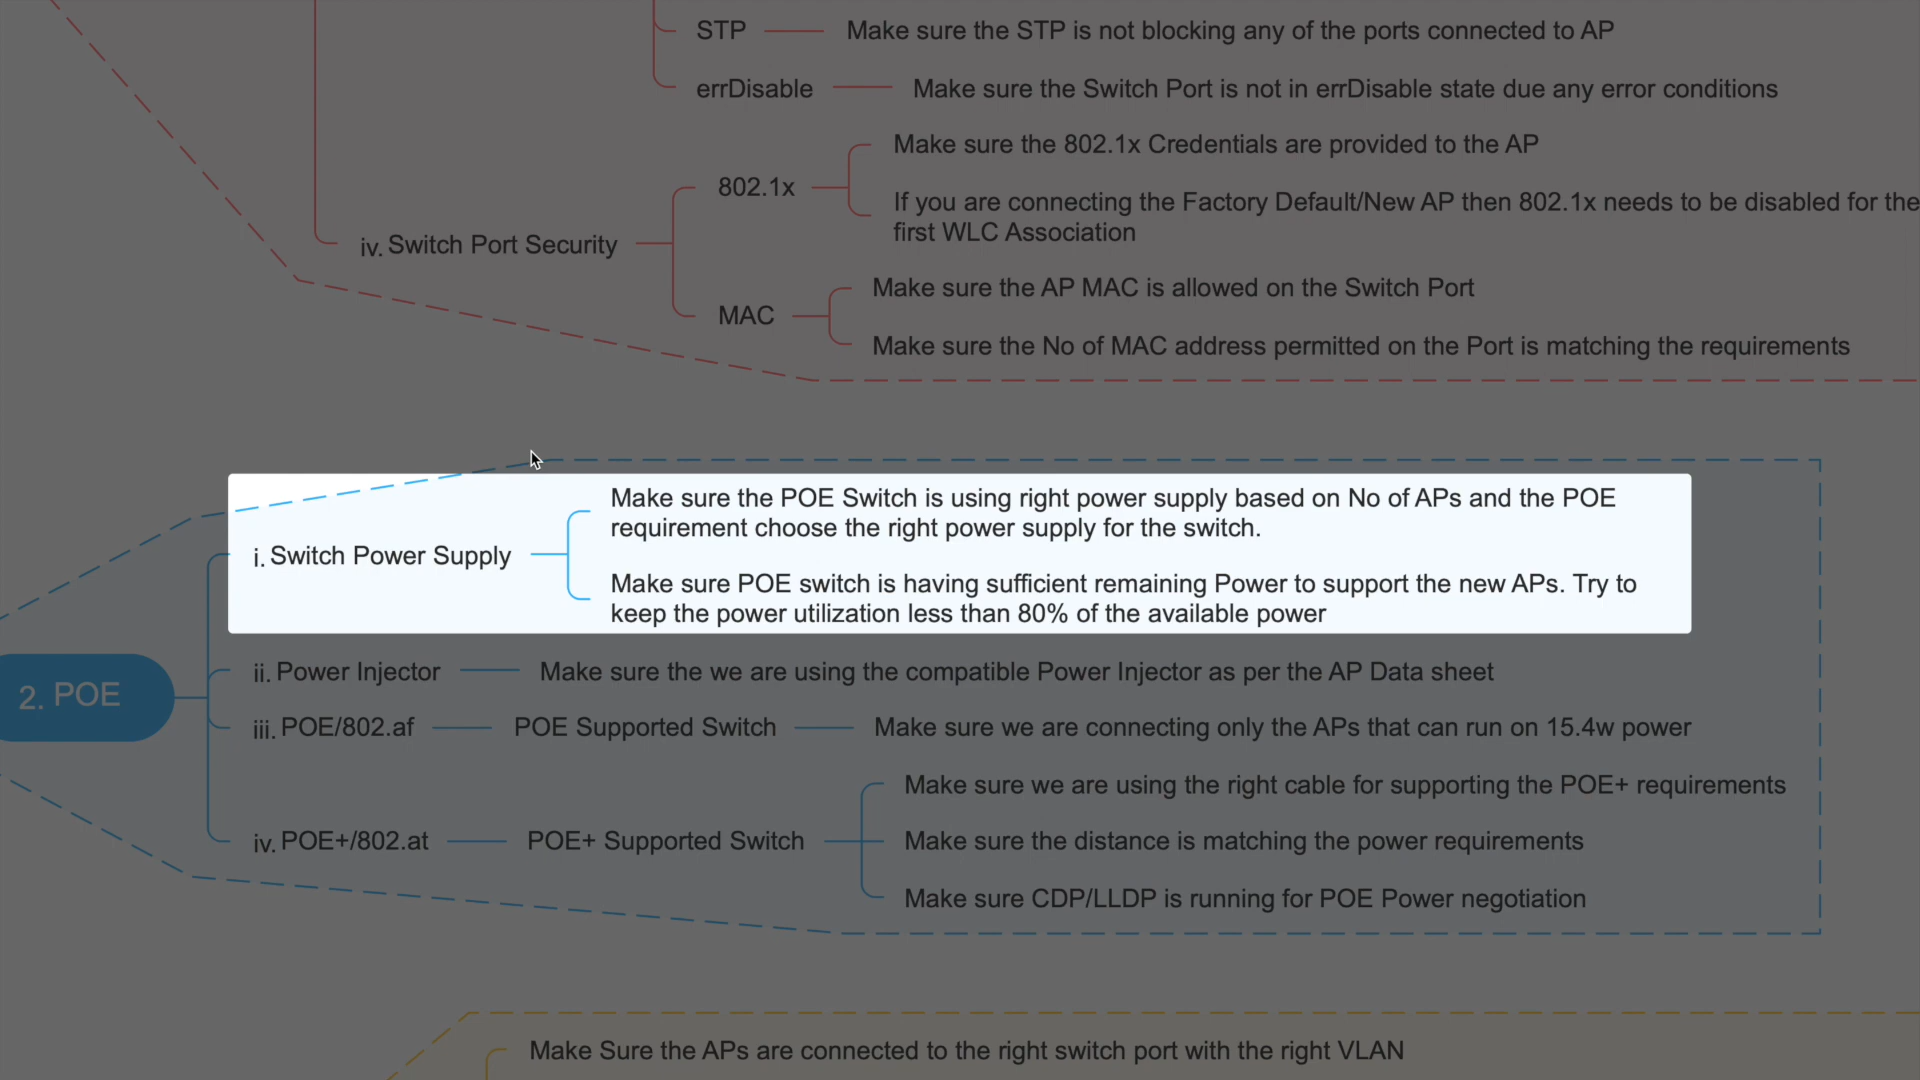 STP
Make sure the STP is not blocking any of the ports connected to AP
errDisable
Make sure the Switch Port is not in errDisable state due any error conditions
iv. Switch Port Security
802.1x
Make sure the 802.1x Credentials are provided to the AP
If you are connecting the Factory Default/New AP then 802.1x needs to be disabled for the
first WLC Association
MAC
Make sure the AP MAC is allowed on the Switch Port
Make sure the No of MAC address permitted on the Port is matching the requirements
2. POE
i. Switch Power Supply
Make sure the POE Switch is using right power supply based on No of APs and the POE
requirement choose the right power supply for the switch.
Make sure POE switch is having sufficient remaining Power to support the new APs. Try to
keep the power utilization less than 80% of the available power
ii. Power Injector
Make sure the we are using the compatible Power Injector as per the AP Data sheet
iii. POE/802.af
POE Supported Switch
Make sure we are connecting only the APs that can run on 15.4w power
iv. POE+/802.at
POE+ Supported Switch
Make sure we are using the right cable for supporting the POE+ requirements
Make sure the distance is matching the power requirements
Make sure CDP/LLDP is running for POE Power negotiation
Make Sure the APs are connected to the right switch port with the right VLAN